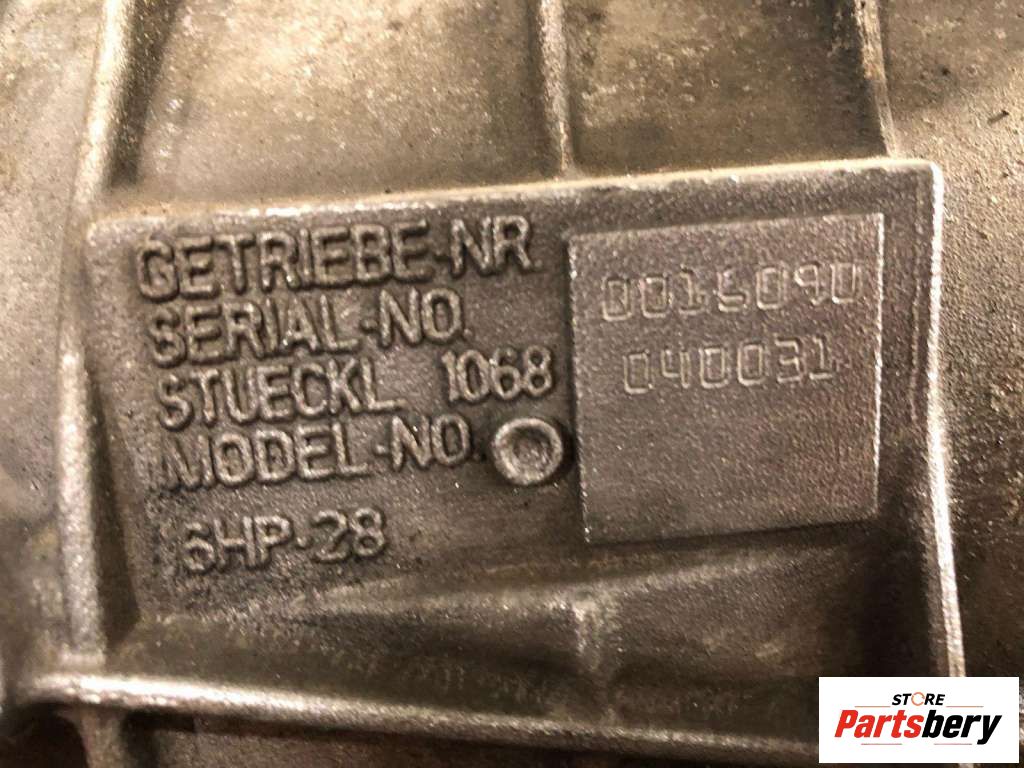 GETRIEBE-NR.
SERIAL-NO.
STUECKL. 1068
MODEL-NO.
6HP-28
0016090
040031
STORE
Partsbery